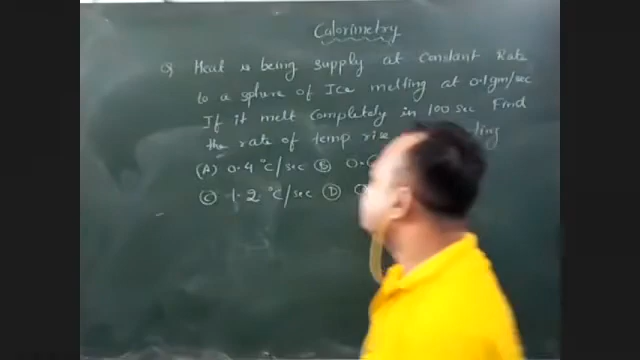 Calorimetry
Q Heat is being supply at Constant Rate
to a sphere of Ice melting at 0.1gm/sec
If it melt completely in 100 sec Find
the rate of temp rise
(A) 0.4 °C/sec (B) 0.
(C) 1.2 °C/sec (D)